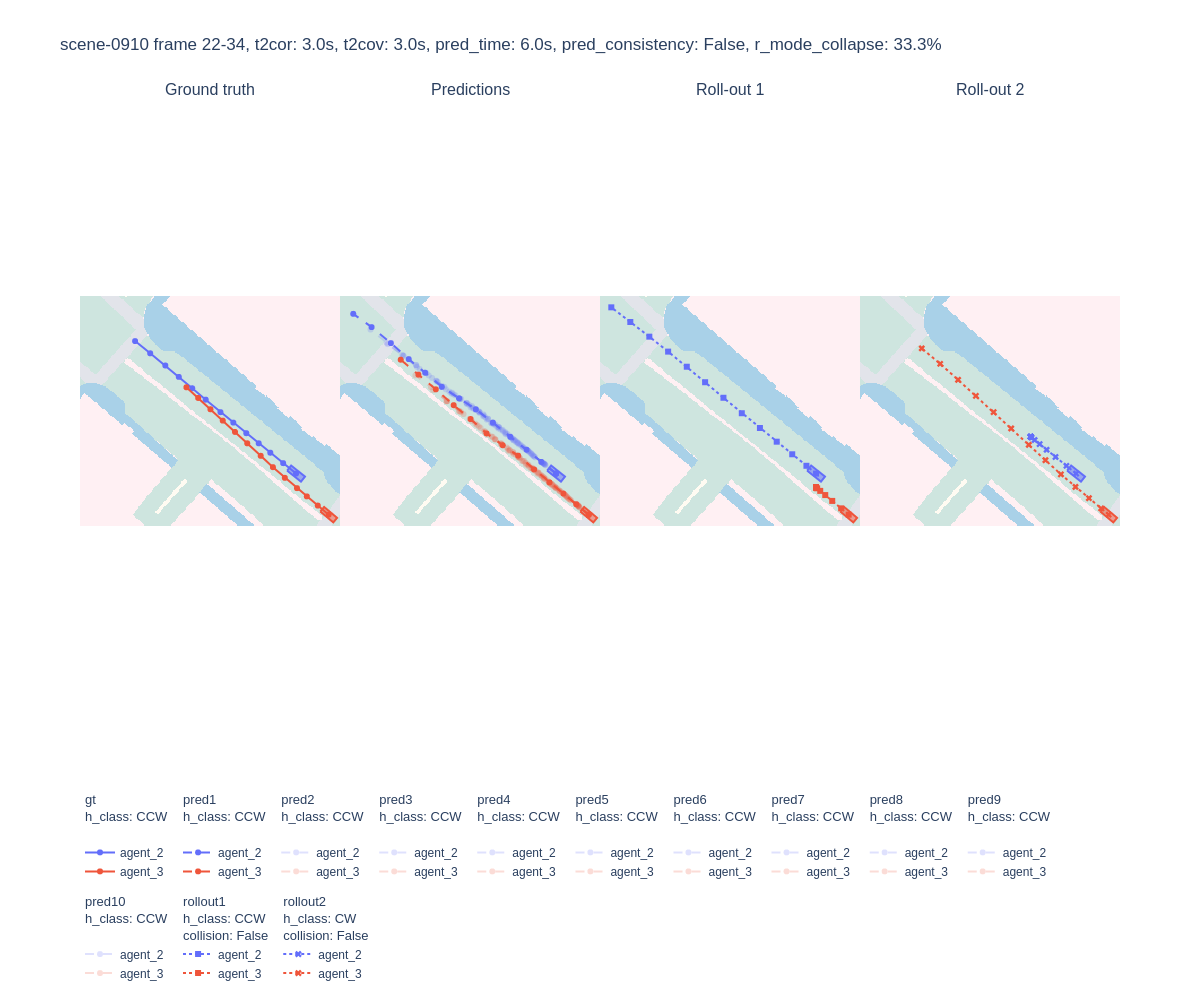 scene-0910 frame 22-34, t2cor: 3.0s, t2cov: 3.0s, pred_time: 6.0s, pred_consistency: False, r_mode_collapse: 33.3%
Ground truth Predictions Roll-out 1 Roll-out 2
gt pred1 pred2 pred3 pred4 pred5 pred6 pred7 pred8 pred9
h_class: CCW h_class: CCW h_class: CCW h_class: CCW h_class: CCW h_class: CCW h_class: CCW h_class: CCW h_class: CCW h_class: CCW
agent_2 agent_2 agent_2 agent_2 agent_2 agent_2 agent_2 agent_2 agent_2 agent_2
agent_3 agent_3 agent_3 agent_3 agent_3 agent_3 agent_3 agent_3 agent_3 agent_3
pred10 rollout1 rollout2
h_class: CCW h_class: CCW h_class: CW
collision: False collision: False
agent_2 agent_2 agent_2
agent_3 agent_3 agent_3